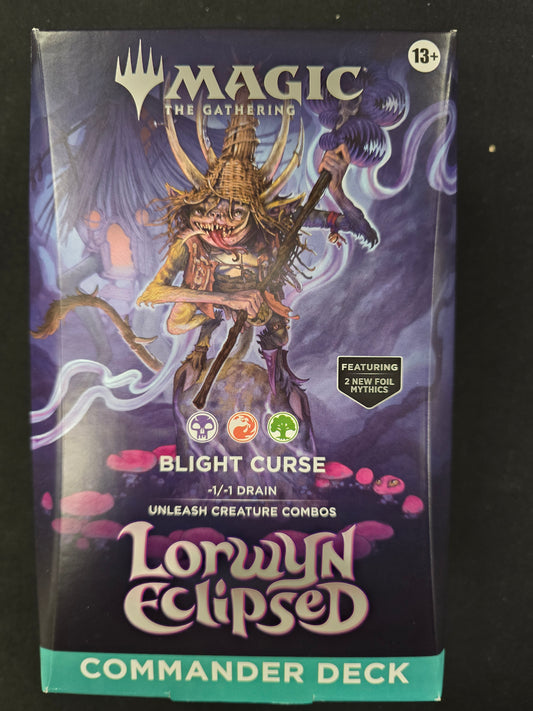 13+
MAGIC
THE GATHERING
FEATURING
2 NEW FOIL
MYTHICS
BLIGHT CURSE
-1/-1 DRAIN
UNLEASH CREATURE COMBOS
LORWYN
ECLIPSED
COMMANDER DECK